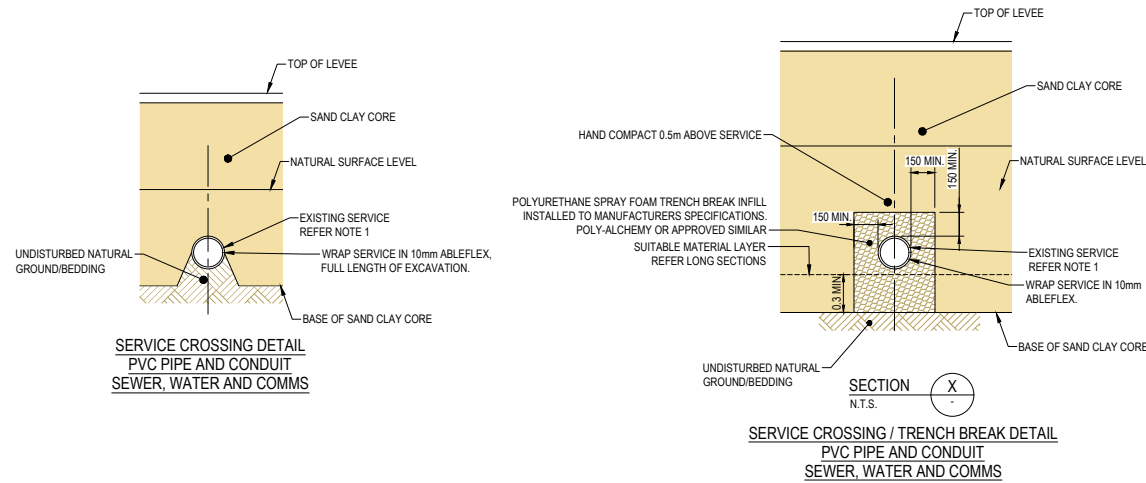 TOP OF LEVEE
SAND CLAY CORE
NATURAL SURFACE LEVEL
EXISTING SERVICE
REFER NOTE 1
UNDISTURBED NATURAL
GROUND/BEDDING
WRAP SERVICE IN 10mm ABLEFLEX,
FULL LENGTH OF EXCAVATION.
BASE OF SAND CLAY CORE
SERVICE CROSSING DETAIL
PVC PIPE AND CONDUIT
SEWER, WATER AND COMMS
TOP OF LEVEE
SAND CLAY CORE
HAND COMPACT 0.5m ABOVE SERVICE
150 MIN.
150 MIN.
NATURAL SURFACE LEVEL
POLYURETHANE SPRAY FOAM TRENCH BREAK INFILL
INSTALLED TO MANUFACTURERS SPECIFICATIONS.
POLY-ALCHEMY OR APPROVED SIMILAR
150 MIN.
SUITABLE MATERIAL LAYER
REFER LONG SECTIONS
EXISTING SERVICE
REFER NOTE 1
WRAP SERVICE IN 10mm
ABLEFLEX.
0.3 MIN.
BASE OF SAND CLAY CORE
UNDISTURBED NATURAL
GROUND/BEDDING
SECTION X
N.T.S. -
SERVICE CROSSING / TRENCH BREAK DETAIL
PVC PIPE AND CONDUIT
SEWER, WATER AND COMMS